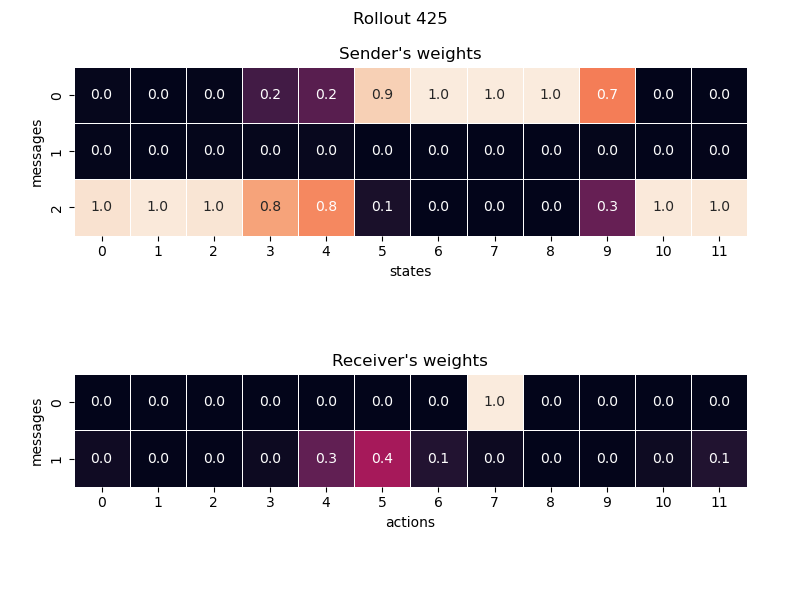 Rollout 425
Sender's weights
0 0.0 0.0 0.0 0.2 0.2 0.9 1.0 1.0 1.0 0.7 0.0 0.0
1 0.0 0.0 0.0 0.0 0.0 0.0 0.0 0.0 0.0 0.0 0.0 0.0
2 1.0 1.0 1.0 0.8 0.8 0.1 0.0 0.0 0.0 0.3 1.0 1.0
messages
0 1 2 3 4 5 6 7 8 9 10 11
states
Receiver's weights
0 0.0 0.0 0.0 0.0 0.0 0.0 0.0 1.0 0.0 0.0 0.0 0.0
1 0.0 0.0 0.0 0.0 0.3 0.4 0.1 0.0 0.0 0.0 0.0 0.1
messages
0 1 2 3 4 5 6 7 8 9 10 11
actions